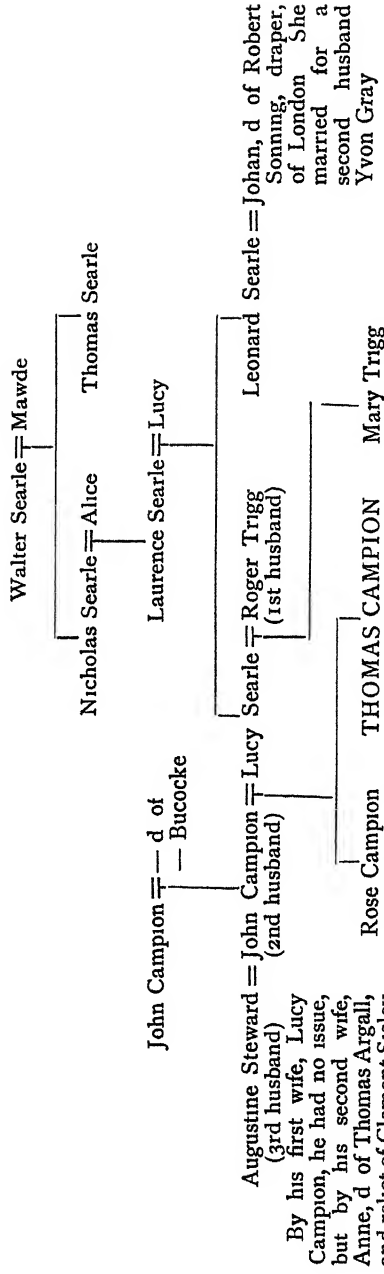 Walter Searle = Mawde
Nicholas Searle = Alice
Thomas Searle
John Campion = — d of
— Bucocke
Laurence Searle = Lucy
Augustine Steward = John Campion = Lucy Searle = Roger Trigg
(3rd husband)
(2nd husband)
(1st husband)
Leonard Searle = Johan, d of Robert
Sonning, draper,
of London She
married for a
second husband
Yvon Gray
By his first wife, Lucy
Campion, he had no issue,
but by his second wife,
Anne, d of Thomas Argall,
Rose Campion
THOMAS CAMPION
Mary Trigg